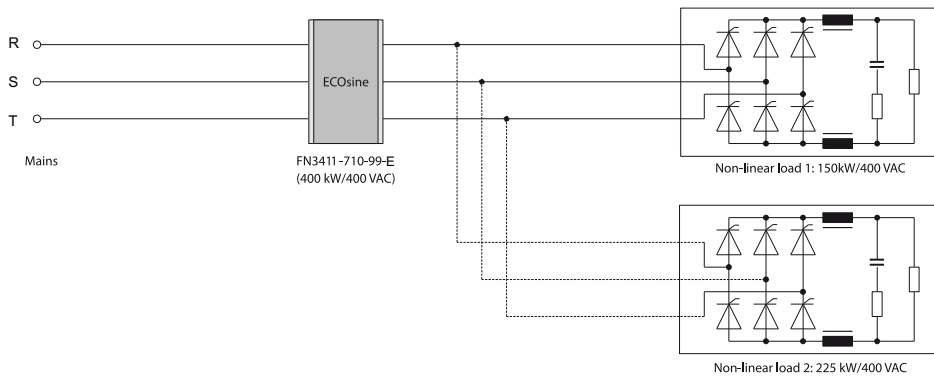 R
S
T
Mains
ECOsine
FN3411-710-99-E
(400 kW/400 VAC)
Non-linear load 1: 150kW/400 VAC
Non-linear load 2: 225 kW/400 VAC